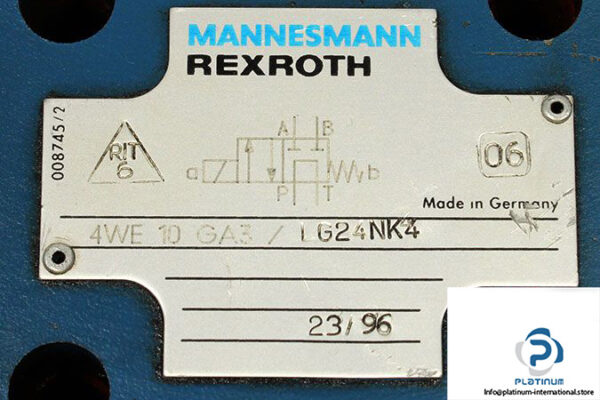 MANNESMANN
REXROTH
008745/2
RIT
6
A B
a b
P T
06
Made in Germany
4WE 10 GA3 / LG24NK4
23/96
PLATINUM
Info@platinum-international.store